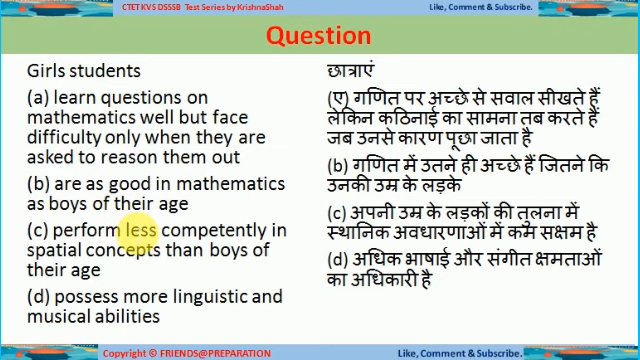 CTET KVS DSSSB Test Series by KrishnaShah
Like, Comment & Subscribe.
Question
Girls students
(a) learn questions on
mathematics well but face
difficulty only when they are
asked to reason them out
(b) are as good in mathematics
as boys of their age
(c) perform less competently in
spatial concepts than boys of
their age
(d) possess more linguistic and
musical abilities
छात्राएं
(ए) गणित पर अच्छे से सवाल सीखते हैं
लेकिन कठिनाई का सामना तब करते हैं
जब उनसे कारण पूछा जाता है
(b) गणित में उतने ही अच्छे हैं जितने कि
उनकी उम्र के लड़के
(c) अपनी उम्र के लड़कों की तुलना में
स्थानिक अवधारणाओं में कम सक्षम है
(d) अधिक भाषाई और संगीत क्षमताओं
का अधिकारी है
Copyright © FRIENDS@PREPARATION
Like, Comment & Subscribe.